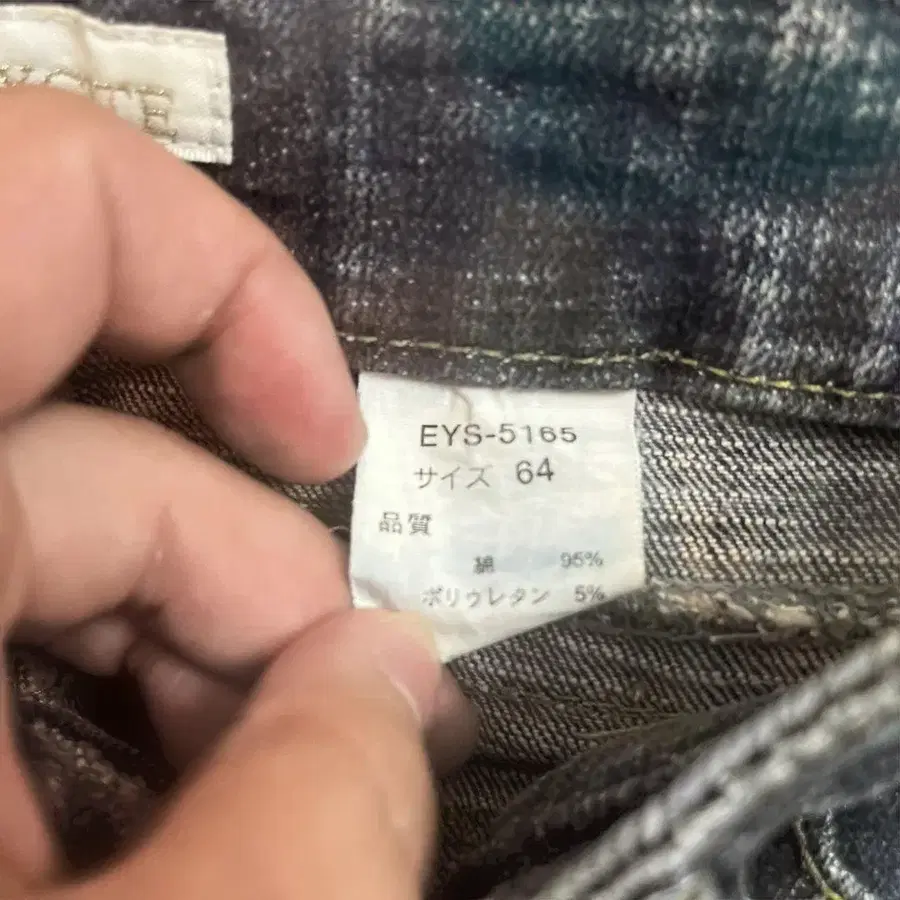 EYS-5165
サイズ 64
品質
綿 95%
ポリウレタン 5%